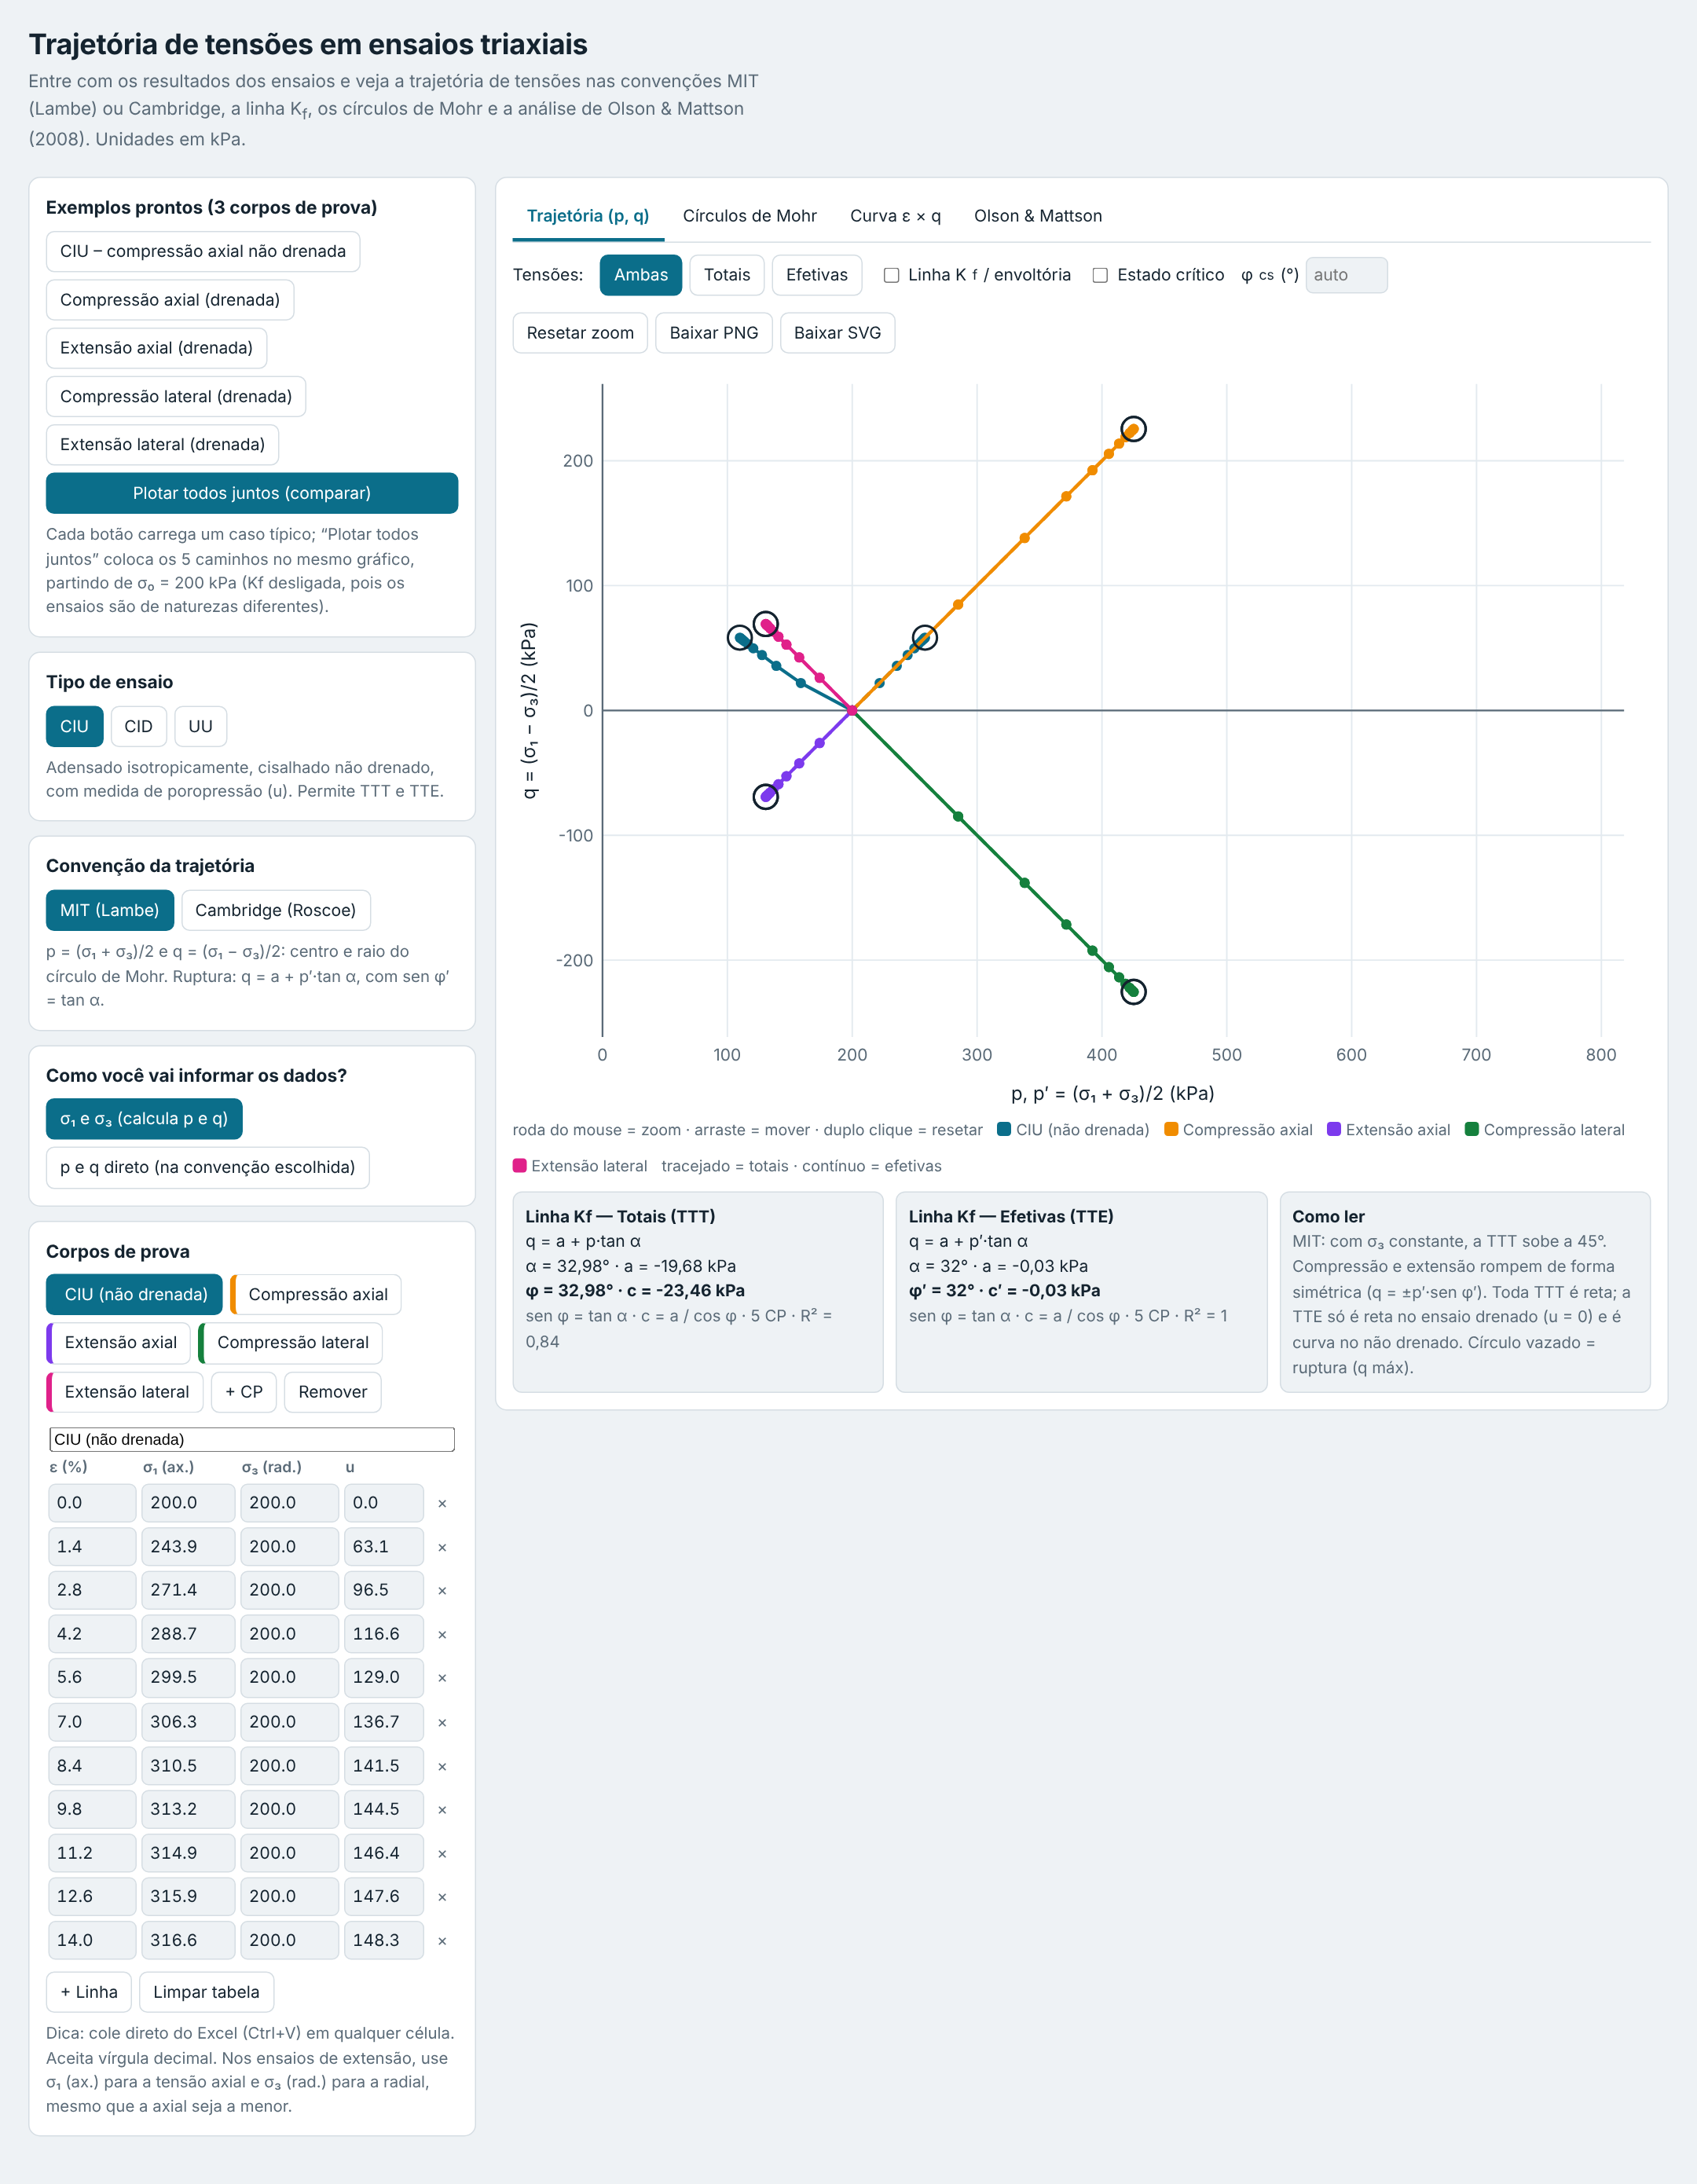 Trajetória de tensões em ensaios triaxiais
Entre com os resultados dos ensaios e veja a trajetória de tensões nas convenções MIT
(Lambe) ou Cambridge, a linha Kf, os círculos de Mohr e a análise de Olson & Mattson
(2008). Unidades em kPa.
Exemplos prontos (3 corpos de prova)
CIU – compressão axial não drenada
Compressão axial (drenada)
Extensão axial (drenada)
Compressão lateral (drenada)
Extensão lateral (drenada)
Plotar todos juntos (comparar)
Cada botão carrega um caso típico; “Plotar todos
juntos” coloca os 5 caminhos no mesmo gráfico,
partindo de σ₀ = 200 kPa (Kf desligada, pois os
ensaios são de naturezas diferentes).
Tipo de ensaio
CIU CID UU
Adensado isotropicamente, cisalhado não drenado,
com medida de poropressão (u). Permite TTT e TTE.
Convenção da trajetória
MIT (Lambe) Cambridge (Roscoe)
p = (σ₁ + σ₃)/2 e q = (σ₁ − σ₃)/2: centro e raio do
círculo de Mohr. Ruptura: q = a + p′·tan α, com sen φ′
= tan α.
Como você vai informar os dados?
σ₁ e σ₃ (calcula p e q)
p e q direto (na convenção escolhida)
Corpos de prova
CIU (não drenada) Compressão axial
Extensão axial Compressão lateral
Extensão lateral + CP Remover
CIU (não drenada)
ε (%) σ₁ (ax.) σ₃ (rad.) u
0.0 200.0 200.0 0.0 ×
1.4 243.9 200.0 63.1 ×
2.8 271.4 200.0 96.5 ×
4.2 288.7 200.0 116.6 ×
5.6 299.5 200.0 129.0 ×
7.0 306.3 200.0 136.7 ×
8.4 310.5 200.0 141.5 ×
9.8 313.2 200.0 144.5 ×
11.2 314.9 200.0 146.4 ×
12.6 315.9 200.0 147.6 ×
14.0 316.6 200.0 148.3 ×
+ Linha Limpar tabela
Dica: cole direto do Excel (Ctrl+V) em qualquer célula.
Aceita vírgula decimal. Nos ensaios de extensão, use
σ₁ (ax.) para a tensão axial e σ₃ (rad.) para a radial,
mesmo que a axial seja a menor.
Trajetória (p, q) Círculos de Mohr Curva ε × q Olson & Mattson
Tensões: Ambas Totais Efetivas Linha K f / envoltória Estado crítico φ cs (°) auto
Resetar zoom Baixar PNG Baixar SVG
200
100
0
-100
-200
q = (σ₁ − σ₃)/2 (kPa)
0 100 200 300 400 500 600 700 800
p, p′ = (σ₁ + σ₃)/2 (kPa)
roda do mouse = zoom · arraste = mover · duplo clique = resetar CIU (não drenada) Compressão axial Extensão axial Compressão lateral
Extensão lateral tracejado = totais · contínuo = efetivas
Linha Kf — Totais (TTT)
q = a + p·tan α
α = 32,98° · a = -19,68 kPa
φ = 32,98° · c = -23,46 kPa
sen φ = tan α · c = a / cos φ · 5 CP · R² =
0,84
Linha Kf — Efetivas (TTE)
q = a + p′·tan α
α = 32° · a = -0,03 kPa
φ′ = 32° · c′ = -0,03 kPa
sen φ = tan α · c = a / cos φ · 5 CP · R² = 1
Como ler
MIT: com σ₃ constante, a TTT sobe a 45°.
Compressão e extensão rompem de forma
simétrica (q = ±p′·sen φ′). Toda TTT é reta; a
TTE só é reta no ensaio drenado (u = 0) e é
curva no não drenado. Círculo vazado =
ruptura (q máx).